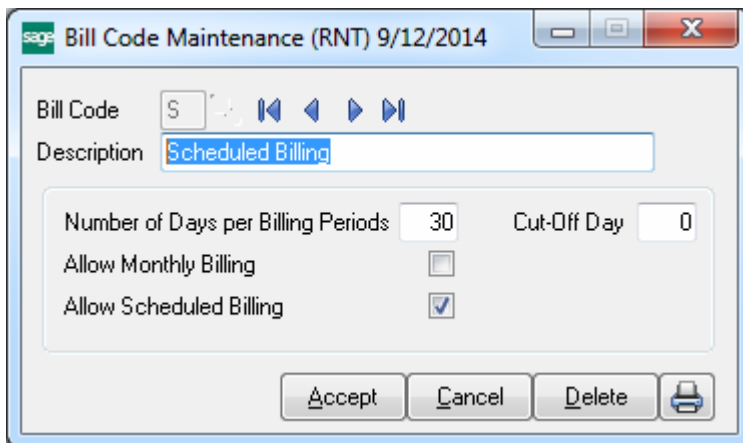 sage Bill Code Maintenance (RNT) 9/12/2014
Bill Code S
Description Scheduled Billing
Number of Days per Billing Periods 30 Cut-Off Day 0
Allow Monthly Billing
Allow Scheduled Billing
Accept Cancel Delete